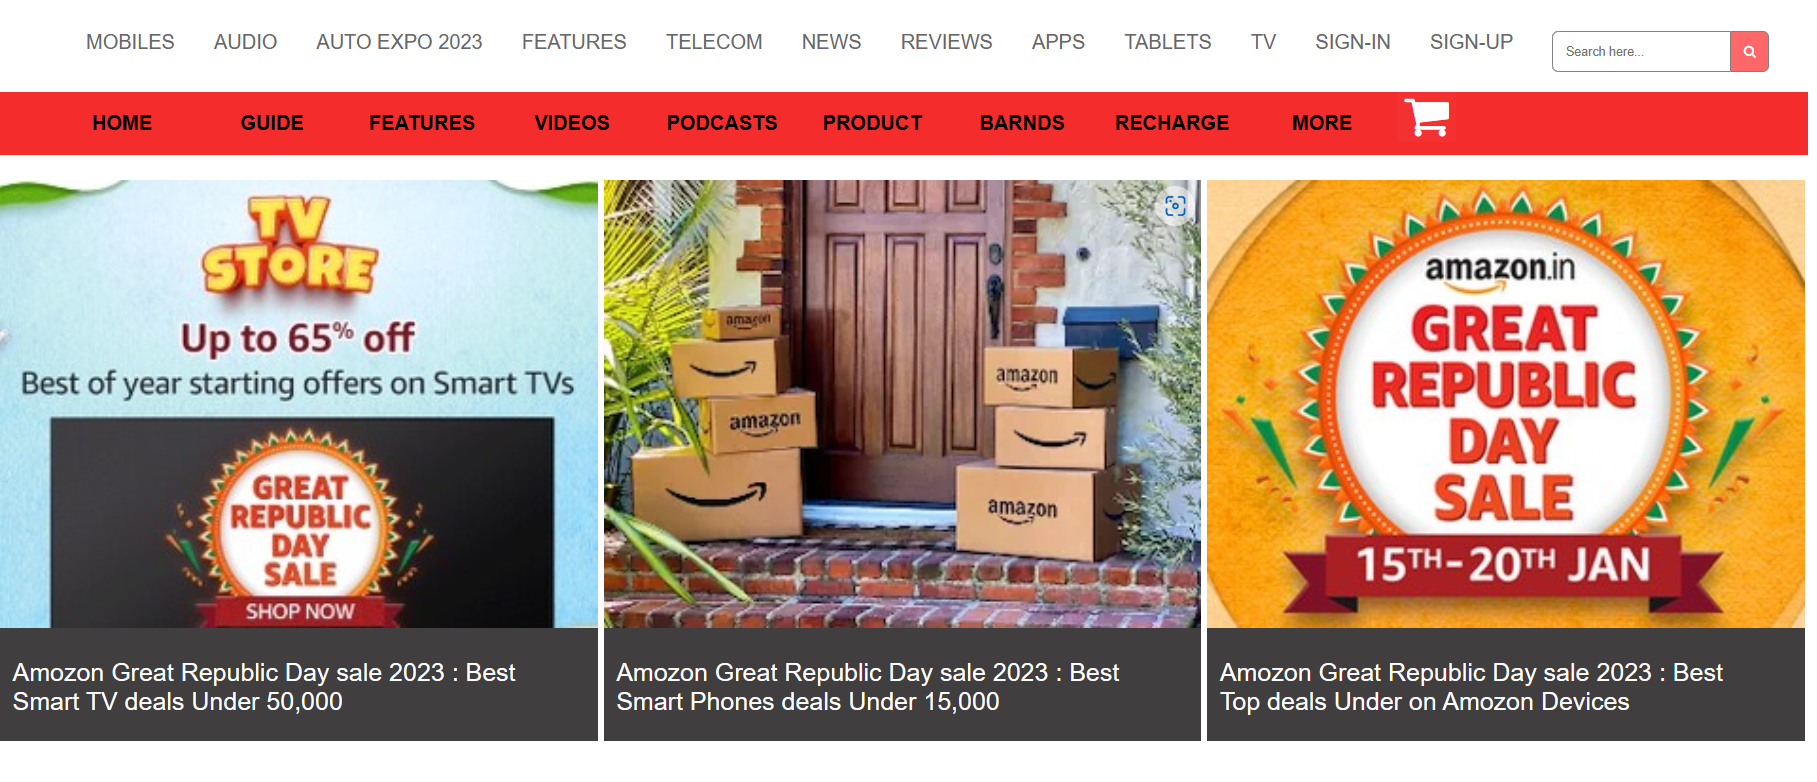 MOBILES AUDIO AUTO EXPO 2023 FEATURES TELECOM NEWS REVIEWS APPS TABLETS TV SIGN-IN SIGN-UP Search here...
HOME GUIDE FEATURES VIDEOS PODCASTS PRODUCT BARNDS RECHARGE MORE
TV
STORE
Up to 65% off
Best of year starting offers on Smart TVs
GREAT
REPUBLIC
DAY
SALE
SHOP NOW
Amozon Great Republic Day sale 2023 : Best
Smart TV deals Under 50,000
amazon
amazon
amazon
amazon
Amozon Great Republic Day sale 2023 : Best
Smart Phones deals Under 15,000
amazon.in
GREAT
REPUBLIC
DAY
SALE
15TH-20TH JAN
Amozon Great Republic Day sale 2023 : Best
Top deals Under on Amozon Devices